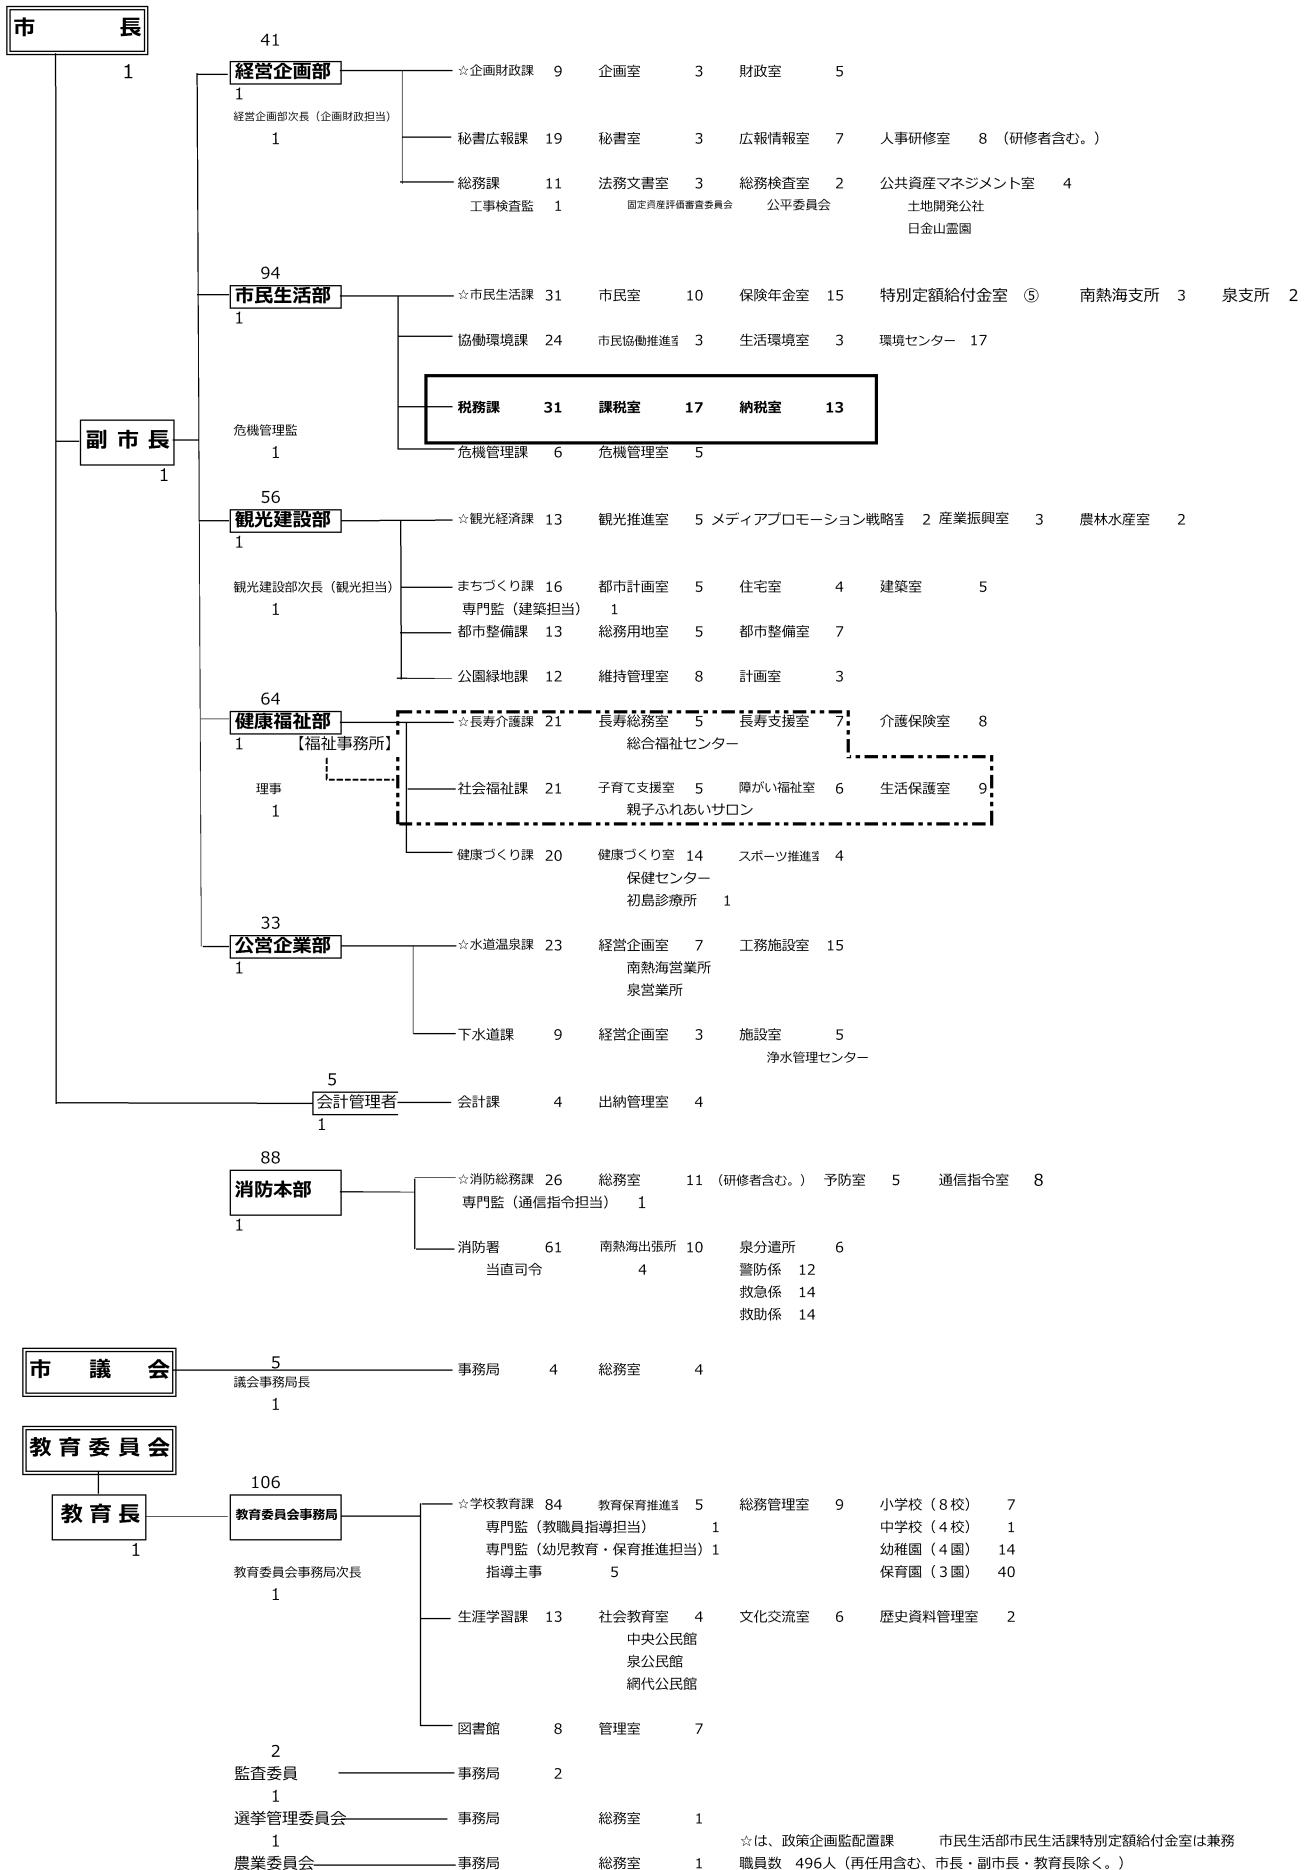 市 長
1
41
経営企画部 ☆企画財政課 9 企画室 3 財政室 5
1
経営企画部次長（企画財政担当）
1 秘書広報課 19 秘書室 3 広報情報室 7 人事研修室 8 （研修者含む。）
総務課 11 法務文書室 3 総務検査室 2 公共資産マネジメント室 4
工事検査監 1 固定資産評価審査委員会 公平委員会 土地開発公社
日金山霊園
94
市民生活部 ☆市民生活課 31 市民室 10 保険年金室 15 特別定額給付金室 ⑤ 南熱海支所 3 泉支所 2
1
協働環境課 24 市民協働推進室 3 生活環境室 3 環境センター 17
税務課 31 課税室 17 納税室 13
副 市 長
1
危機管理監
1 危機管理課 6 危機管理室 5
56
観光建設部 ☆観光経済課 13 観光推進室 5 メディアプロモーション戦略室 2 産業振興室 3 農林水産室 2
1
観光建設部次長（観光担当） まちづくり課 16 都市計画室 5 住宅室 4 建築室 5
1 専門監（建築担当） 1
都市整備課 13 総務用地室 5 都市整備室 7
公園緑地課 12 維持管理室 8 計画室 3
64
健康福祉部 ☆長寿介護課 21 長寿総務室 5 長寿支援室 7 介護保険室 8
1 【福祉事務所】 総合福祉センター
理事 社会福祉課 21 子育て支援室 5 障がい福祉室 6 生活保護室 9
1 親子ふれあいサロン
健康づくり課 20 健康づくり室 14 スポーツ推進室 4
保健センター
初島診療所 1
33
公営企業部 ☆水道温泉課 23 経営企画室 7 工務施設室 15
1 南熱海営業所
泉営業所
下水道課 9 経営企画室 3 施設室 5
浄水管理センター
5
会計管理者 会計課 4 出納管理室 4
1
88
消防本部 ☆消防総務課 26 総務室 11 （研修者含む。） 予防室 5 通信指令室 8
専門監（通信指令担当） 1
1
消防署 61 南熱海出張所 10 泉分遣所 6
当直司令 4 警防係 12
救急係 14
救助係 14
市 議 会 5 事務局 4 総務室 4
議会事務局長
1
教 育 委 員 会
106
教 育 長 教育委員会事務局 ☆学校教育課 84 教育保育推進室 5 総務管理室 9 小学校（８校） 7
専門監（教職員指導担当） 1 中学校（４校） 1
1 専門監（幼児教育・保育推進担当） 1 幼稚園（４園） 14
教育委員会事務局次長 指導主事 5 保育園（３園） 40
1
生涯学習課 13 社会教育室 4 文化交流室 6 歴史資料管理室 2
中央公民館
泉公民館
網代公民館
図書館 8 管理室 7
2
監査委員 事務局 2
1
選挙管理委員会 事務局 総務室 1
1 ☆は、政策企画監配置課 市民生活部市民生活課特別定額給付金室は兼務
農業委員会 事務局 総務室 1 職員数 496人（再任用含む、市長・副市長・教育長除く。）